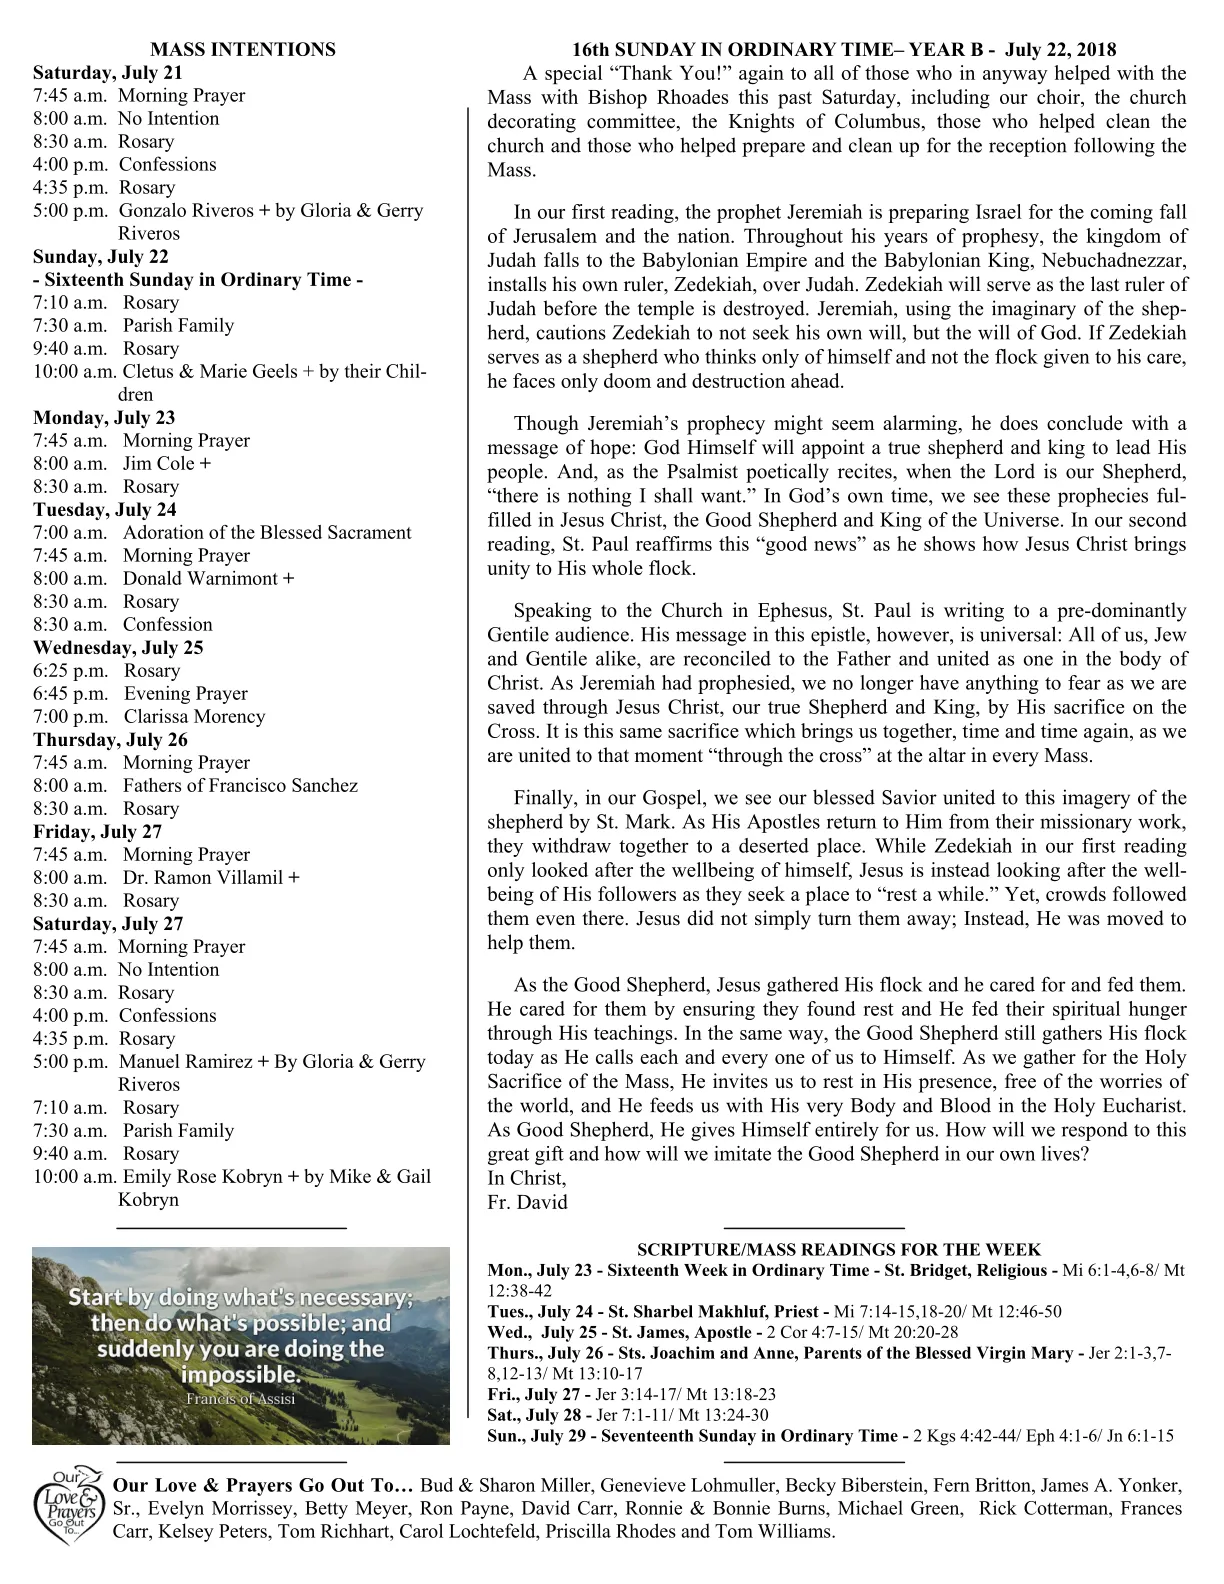 MASS INTENTIONS
Saturday, July 21
7:45 a.m. Morning Prayer
8:00 a.m. No Intention
8:30 a.m. Rosary
4:00 p.m. Confessions
4:35 p.m. Rosary
5:00 p.m. Gonzalo Riveros + by Gloria & Gerry
Riveros
Sunday, July 22
- Sixteenth Sunday in Ordinary Time -
7:10 a.m. Rosary
7:30 a.m. Parish Family
9:40 a.m. Rosary
10:00 a.m. Cletus & Marie Geels + by their Chil-
dren
Monday, July 23
7:45 a.m. Morning Prayer
8:00 a.m. Jim Cole +
8:30 a.m. Rosary
Tuesday, July 24
7:00 a.m. Adoration of the Blessed Sacrament
7:45 a.m. Morning Prayer
8:00 a.m. Donald Warnimont +
8:30 a.m. Rosary
8:30 a.m. Confession
Wednesday, July 25
6:25 p.m. Rosary
6:45 p.m. Evening Prayer
7:00 p.m. Clarissa Morency
Thursday, July 26
7:45 a.m. Morning Prayer
8:00 a.m. Fathers of Francisco Sanchez
8:30 a.m. Rosary
Friday, July 27
7:45 a.m. Morning Prayer
8:00 a.m. Dr. Ramon Villamil +
8:30 a.m. Rosary
Saturday, July 27
7:45 a.m. Morning Prayer
8:00 a.m. No Intention
8:30 a.m. Rosary
4:00 p.m. Confessions
4:35 p.m. Rosary
5:00 p.m. Manuel Ramirez + By Gloria & Gerry
Riveros
7:10 a.m. Rosary
7:30 a.m. Parish Family
9:40 a.m. Rosary
10:00 a.m. Emily Rose Kobryn + by Mike & Gail
Kobryn
Start by doing what's necessary;
then do what's possible; and
suddenly you are doing the
impossible.
Francis of Assisi
16th SUNDAY IN ORDINARY TIME– YEAR B - July 22, 2018
A special “Thank You!” again to all of those who in anyway helped with the
Mass with Bishop Rhoades this past Saturday, including our choir, the church
decorating committee, the Knights of Columbus, those who helped clean the
church and those who helped prepare and clean up for the reception following the
Mass.
In our first reading, the prophet Jeremiah is preparing Israel for the coming fall
of Jerusalem and the nation. Throughout his years of prophesy, the kingdom of
Judah falls to the Babylonian Empire and the Babylonian King, Nebuchadnezzar,
installs his own ruler, Zedekiah, over Judah. Zedekiah will serve as the last ruler of
Judah before the temple is destroyed. Jeremiah, using the imaginary of the shep-
herd, cautions Zedekiah to not seek his own will, but the will of God. If Zedekiah
serves as a shepherd who thinks only of himself and not the flock given to his care,
he faces only doom and destruction ahead.
Though Jeremiah’s prophecy might seem alarming, he does conclude with a
message of hope: God Himself will appoint a true shepherd and king to lead His
people. And, as the Psalmist poetically recites, when the Lord is our Shepherd,
“there is nothing I shall want.” In God’s own time, we see these prophecies ful-
filled in Jesus Christ, the Good Shepherd and King of the Universe. In our second
reading, St. Paul reaffirms this “good news” as he shows how Jesus Christ brings
unity to His whole flock.
Speaking to the Church in Ephesus, St. Paul is writing to a pre-dominantly
Gentile audience. His message in this epistle, however, is universal: All of us, Jew
and Gentile alike, are reconciled to the Father and united as one in the body of
Christ. As Jeremiah had prophesied, we no longer have anything to fear as we are
saved through Jesus Christ, our true Shepherd and King, by His sacrifice on the
Cross. It is this same sacrifice which brings us together, time and time again, as we
are united to that moment “through the cross” at the altar in every Mass.
Finally, in our Gospel, we see our blessed Savior united to this imagery of the
shepherd by St. Mark. As His Apostles return to Him from their missionary work,
they withdraw together to a deserted place. While Zedekiah in our first reading
only looked after the wellbeing of himself, Jesus is instead looking after the well-
being of His followers as they seek a place to “rest a while.” Yet, crowds followed
them even there. Jesus did not simply turn them away; Instead, He was moved to
help them.
As the Good Shepherd, Jesus gathered His flock and he cared for and fed them.
He cared for them by ensuring they found rest and He fed their spiritual hunger
through His teachings. In the same way, the Good Shepherd still gathers His flock
today as He calls each and every one of us to Himself. As we gather for the Holy
Sacrifice of the Mass, He invites us to rest in His presence, free of the worries of
the world, and He feeds us with His very Body and Blood in the Holy Eucharist.
As Good Shepherd, He gives Himself entirely for us. How will we respond to this
great gift and how will we imitate the Good Shepherd in our own lives?
In Christ,
Fr. David
SCRIPTURE/MASS READINGS FOR THE WEEK
Mon., July 23 - Sixteenth Week in Ordinary Time - St. Bridget, Religious - Mi 6:1-4,6-8/ Mt
12:38-42
Tues., July 24 - St. Sharbel Makhluf, Priest - Mi 7:14-15,18-20/ Mt 12:46-50
Wed., July 25 - St. James, Apostle - 2 Cor 4:7-15/ Mt 20:20-28
Thurs., July 26 - Sts. Joachim and Anne, Parents of the Blessed Virgin Mary - Jer 2:1-3,7-
8,12-13/ Mt 13:10-17
Fri., July 27 - Jer 3:14-17/ Mt 13:18-23
Sat., July 28 - Jer 7:1-11/ Mt 13:24-30
Sun., July 29 - Seventeenth Sunday in Ordinary Time - 2 Kgs 4:42-44/ Eph 4:1-6/ Jn 6:1-15
Our
Love &
Prayers
Go Out
To...
Our Love & Prayers Go Out To… Bud & Sharon Miller, Genevieve Lohmuller, Becky Biberstein, Fern Britton, James A. Yonker,
Sr., Evelyn Morrissey, Betty Meyer, Ron Payne, David Carr, Ronnie & Bonnie Burns, Michael Green, Rick Cotterman, Frances
Carr, Kelsey Peters, Tom Richhart, Carol Lochtefeld, Priscilla Rhodes and Tom Williams.